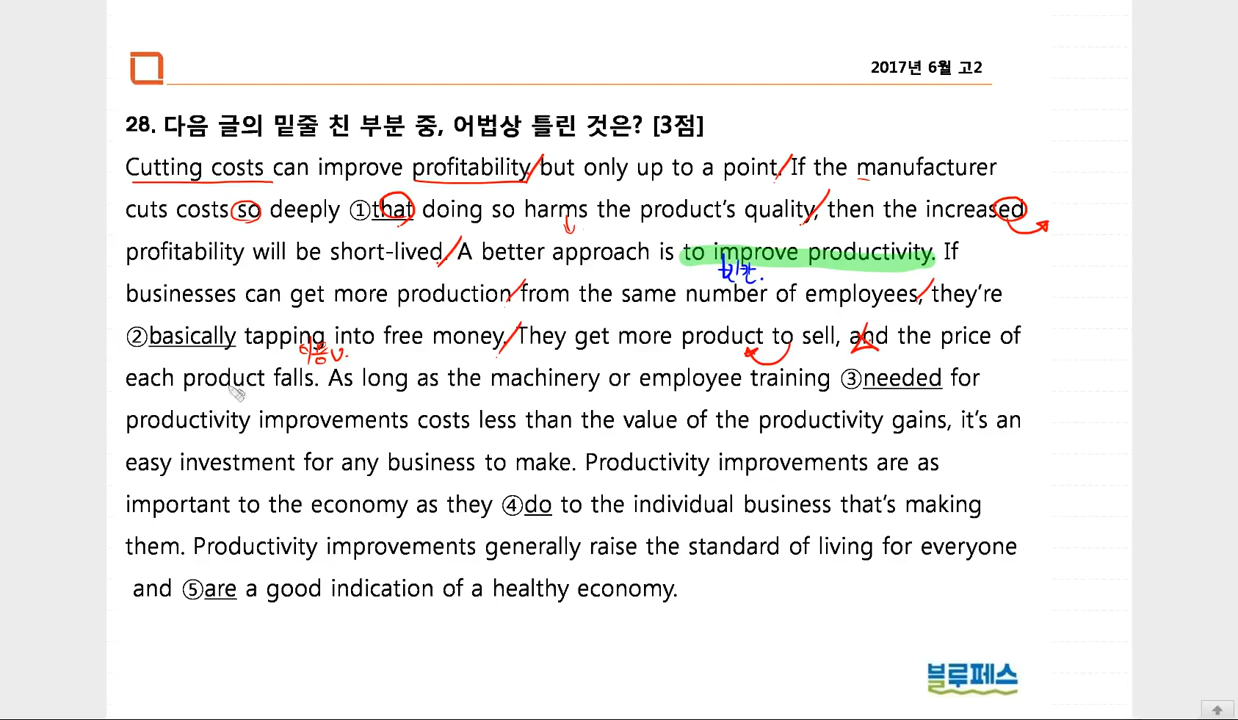 2017년 6월 고2
28. 다음 글의 밑줄 친 부분 중, 어법상 틀린 것은? [3점]
Cutting costs can improve profitability, but only up to a point. If the manufacturer
cuts costs so deeply ①that doing so harms the product's quality, then the increased
profitability will be short-lived. A better approach is to improve productivity. If
businesses can get more production from the same number of employees, they're
②basically tapping into free money. They get more product to sell, and the price of
each product falls. As long as the machinery or employee training ③needed for
productivity improvements costs less than the value of the productivity gains, it's an
easy investment for any business to make. Productivity improvements are as
important to the economy as they ④do to the individual business that's making
them. Productivity improvements generally raise the standard of living for everyone
and ⑤are a good indication of a healthy economy.
블루페스